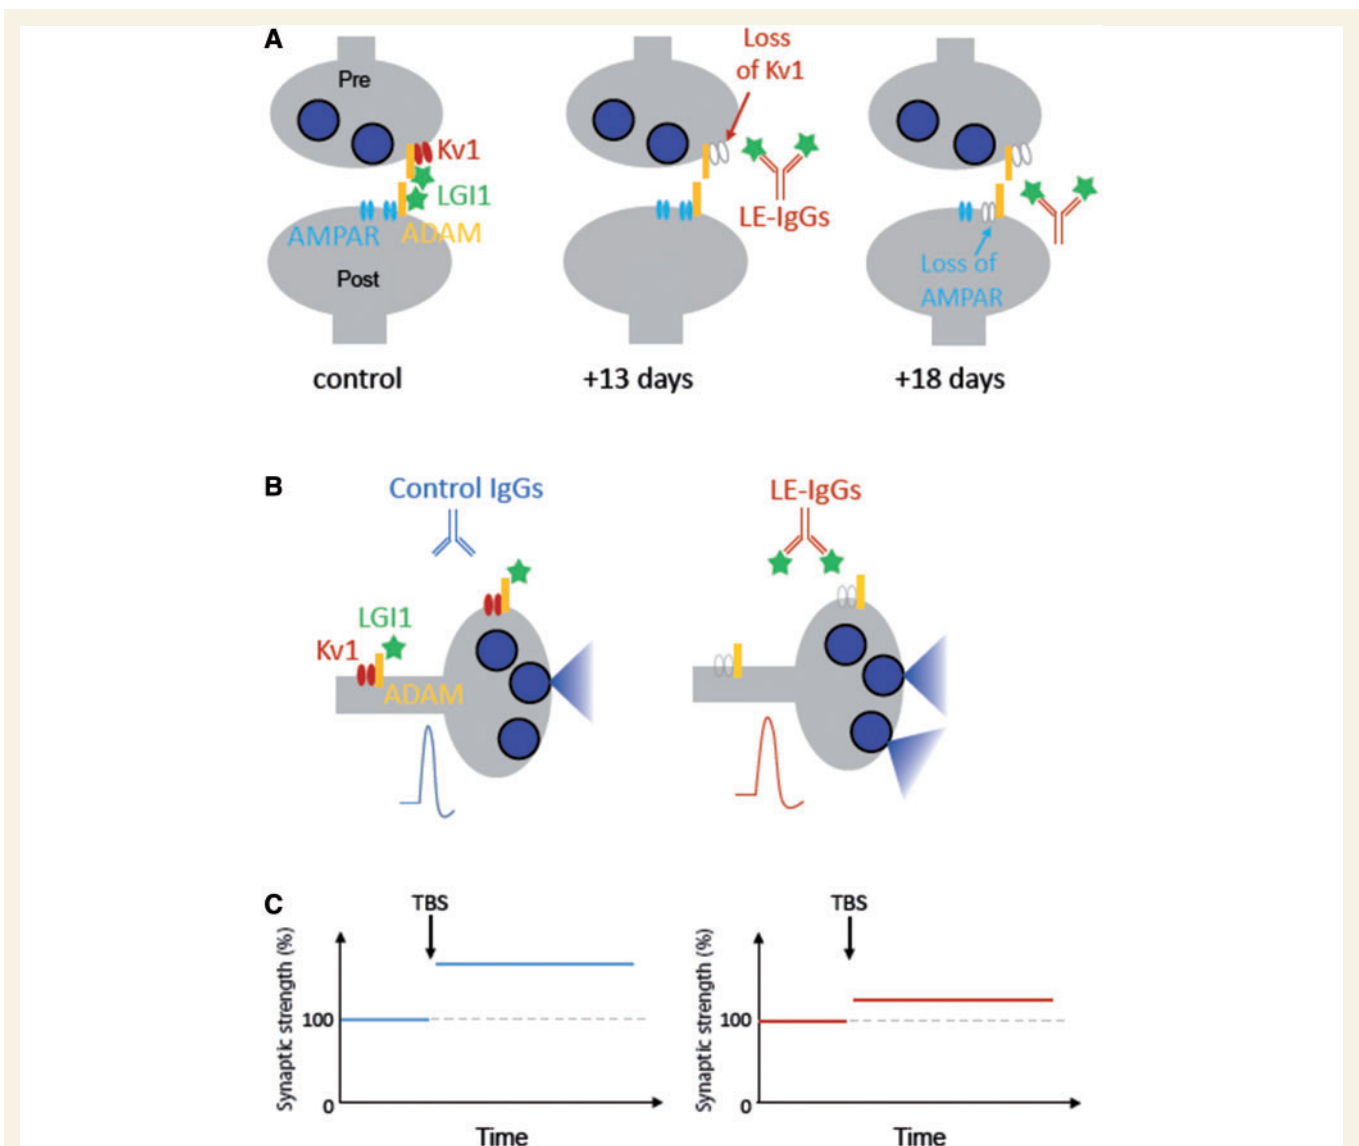 A
Pre
Kv1
LGI1
AMPAR
ADAM
Post
control
Loss
of Kv1
LE-IgGs
+13 days
Loss of
AMPAR
+18 days
B
Control IgGs
LGI1
Kv1
ADAM
LE-IgGs
C
TBS
Synaptic strength (%)
100
0
Time
TBS
Synaptic strength (%)
100
0
Time